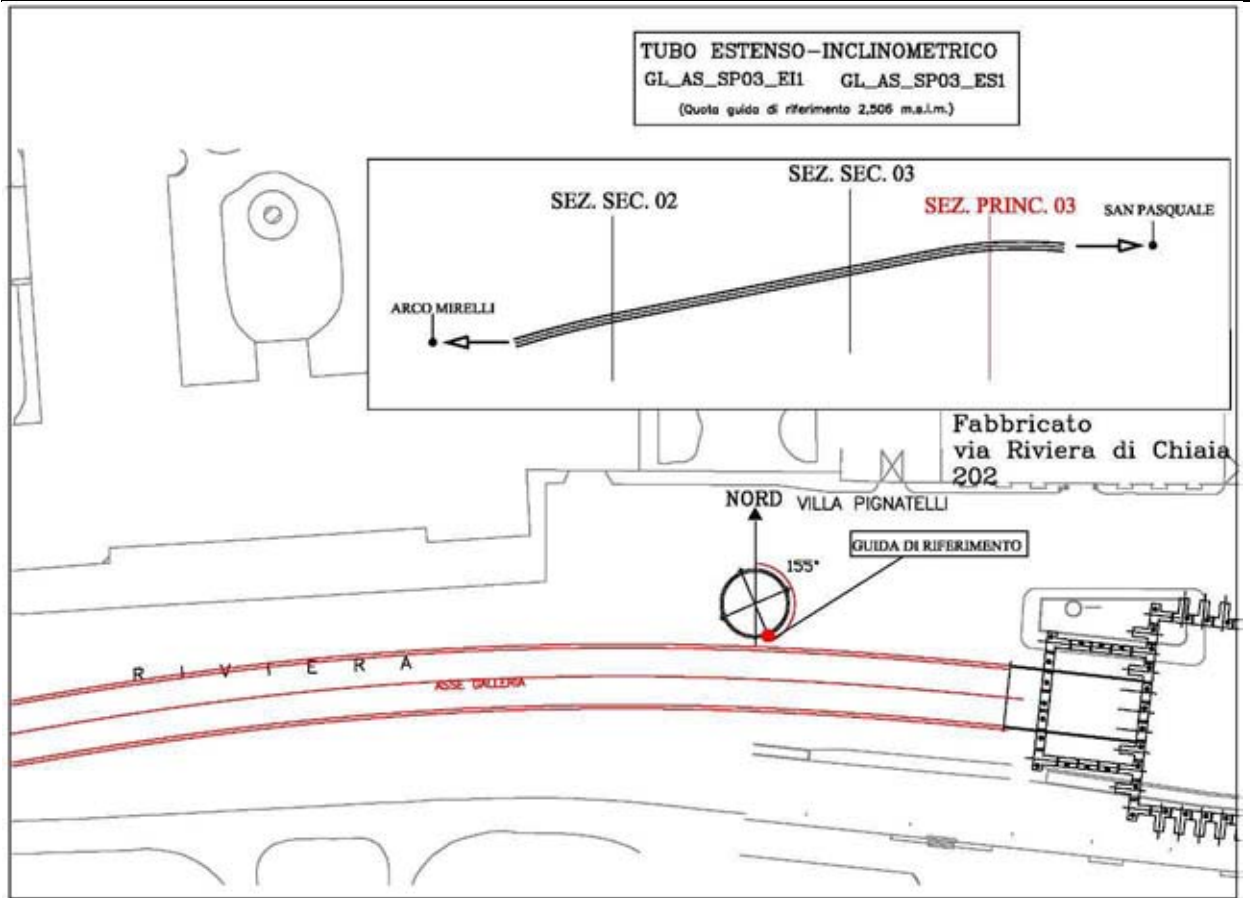 TUBO ESTENSO-INCLINOMETRICO
GL_AS_SP03_EI1 GL_AS_SP03_ES1
(Quota guida di riferimento 2,506 m.s.l.m.)
SEZ. SEC. 02
SEZ. SEC. 03
SEZ. PRINC. 03
SAN PASQUALE
ARCO MIRELLI
Fabbricato
via Riviera di Chiaia
202
NORD
VILLA PIGNATELLI
GUIDA DI RIFERIMENTO
155°
RIVIERA
ASSE GALLERIA